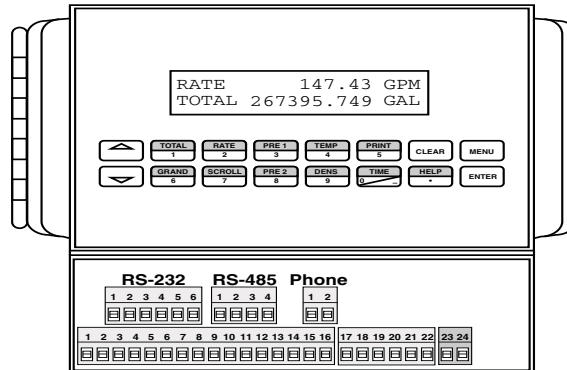 RATE 147.43 GPM
TOTAL 267395.749 GAL
TOTAL RATE PRE 1 TEMP PRINT
1 2 3 4 5 CLEAR MENU
GRAND SCROLL PRE 2 DENS TIME HELP
6 7 8 9 0 – • ENTER
RS-232 RS-485 Phone
1 2 3 4 5 6 1 2 3 4 1 2
1 2 3 4 5 6 7 8 9 10 11 12 13 14 15 16 17 18 19 20 21 22 23 24